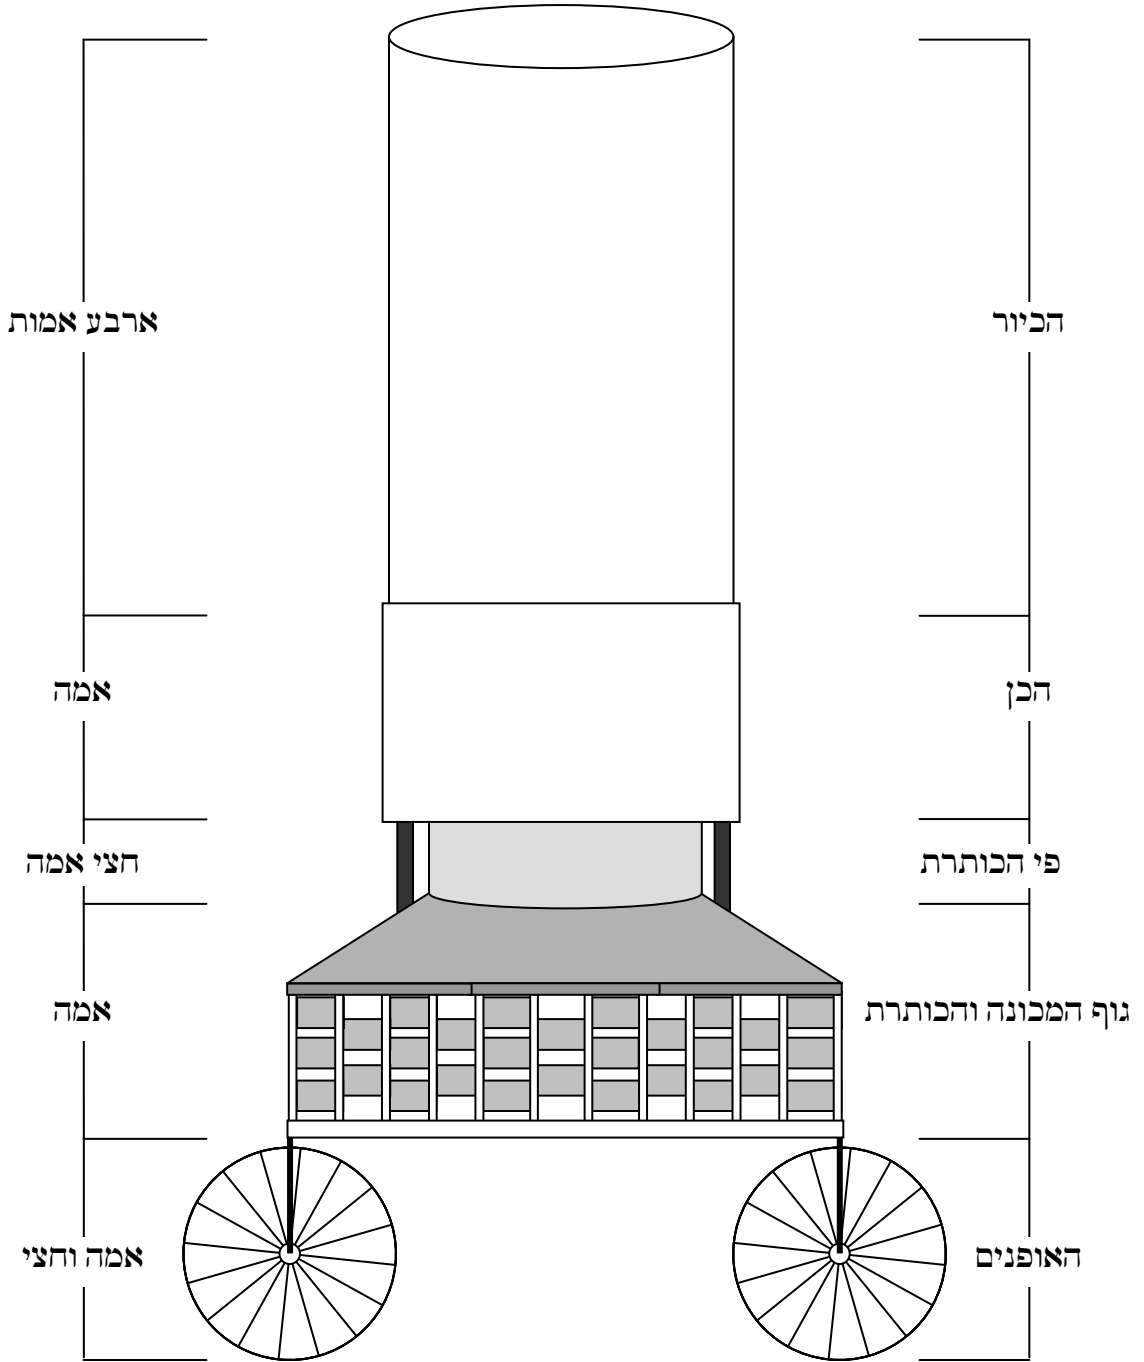 הכיור
ארבע אמות
הכן
אמה
פי הכותרת
חצי אמה
גוף המכונה והכותרת
אמה
האופנים
אמה וחצי